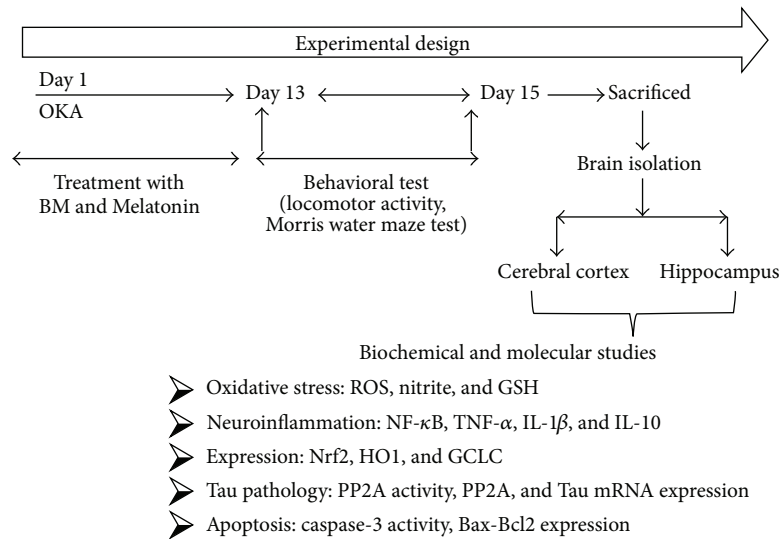 Experimental design
Day 1
OKA
Day 13
Day 15
Sacrificed
Treatment with
BM and Melatonin
Behavioral test
(locomotor activity,
Morris water maze test)
Brain isolation
Cerebral cortex
Hippocampus
Biochemical and molecular studies
Oxidative stress: ROS, nitrite, and GSH
Neuroinflammation: NF-κB, TNF-α, IL-1β, and IL-10
Expression: Nrf2, HO1, and GCLC
Tau pathology: PP2A activity, PP2A, and Tau mRNA expression
Apoptosis: caspase-3 activity, Bax-Bcl2 expression